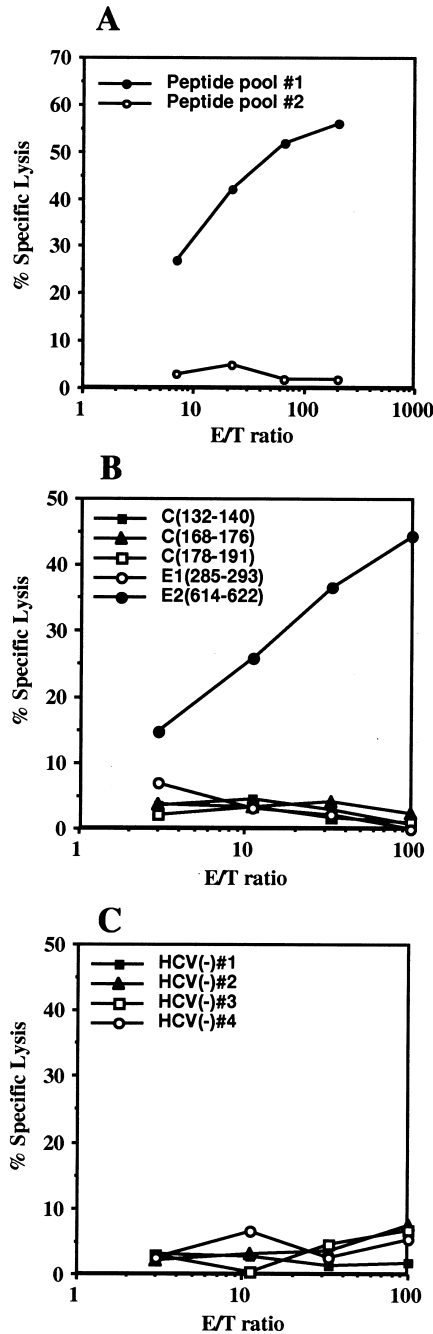 A
70
60
50
40
30
20
10
0
% Specific Lysis
Peptide pool #1
Peptide pool #2
1
10
100
1000
E/T ratio
B
50
40
30
20
10
0
% Specific Lysis
C(132-140)
C(168-176)
C(178-191)
E1(285-293)
E2(614-622)
1
10
100
E/T ratio
C
50
40
30
20
10
0
% Specific Lysis
HCV(-)#1
HCV(-)#2
HCV(-)#3
HCV(-)#4
1
10
100
E/T ratio